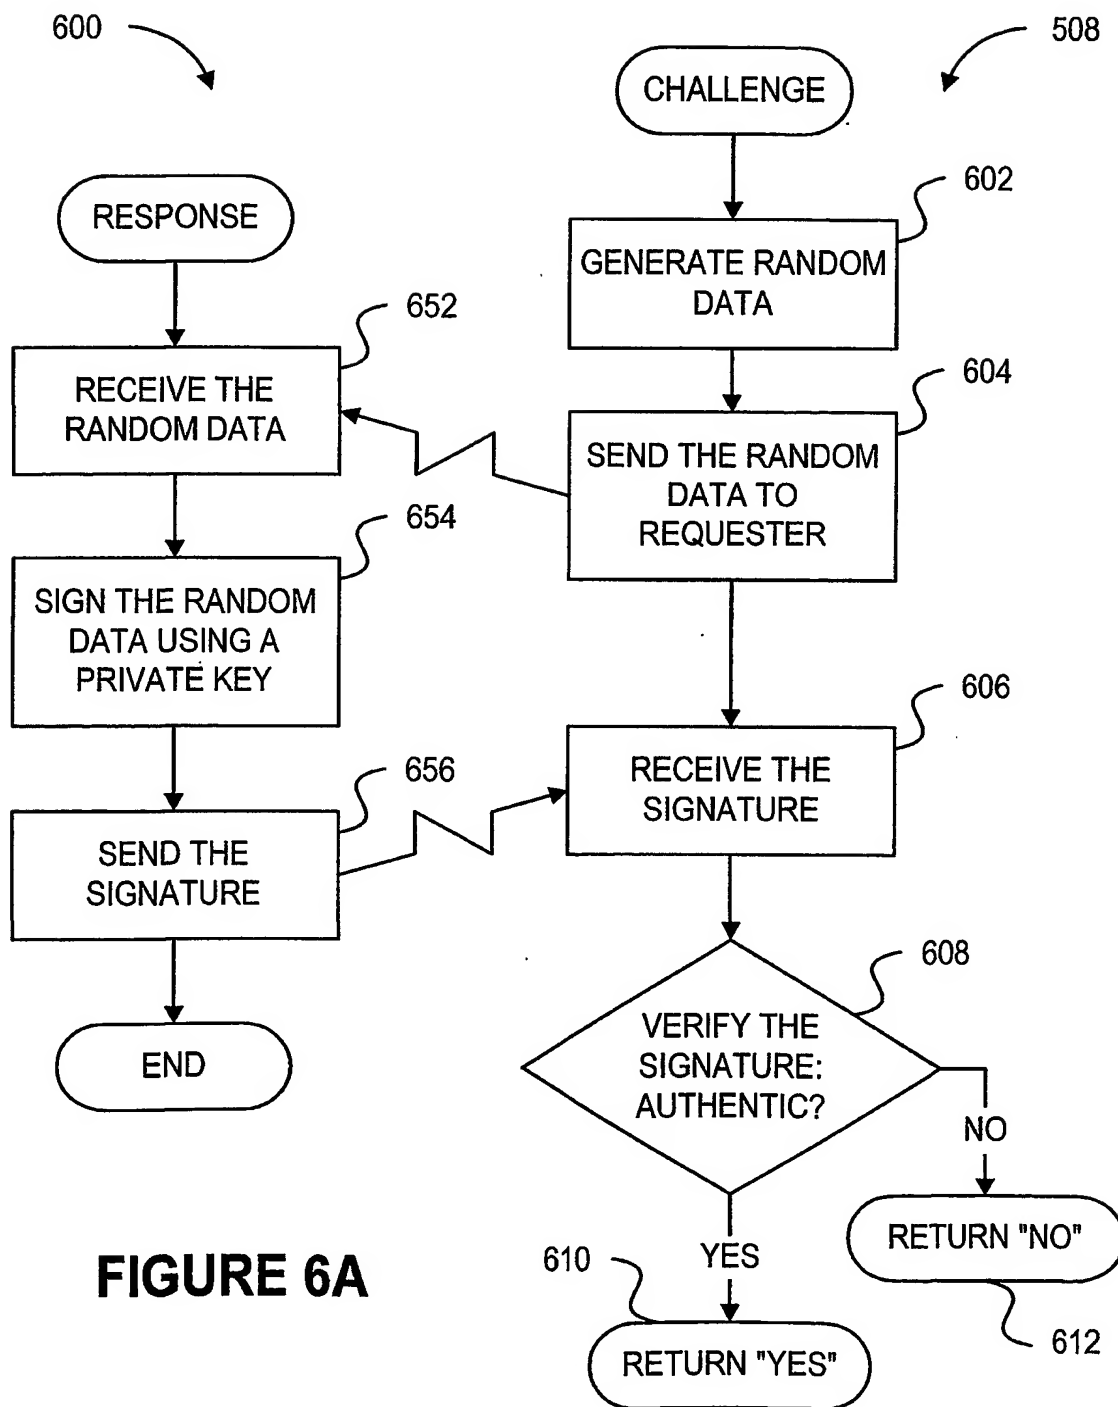 600
508
CHALLENGE
602
RESPONSE
GENERATE RANDOM
DATA
652
604
RECEIVE THE
RANDOM DATA
SEND THE RANDOM
DATA TO
REQUESTER
654
SIGN THE RANDOM
DATA USING A
PRIVATE KEY
606
656
RECEIVE THE
SIGNATURE
SEND THE
SIGNATURE
608
VERIFY THE
SIGNATURE:
AUTHENTIC?
END
NO
RETURN "NO"
610
YES
FIGURE 6A
612
RETURN "YES"